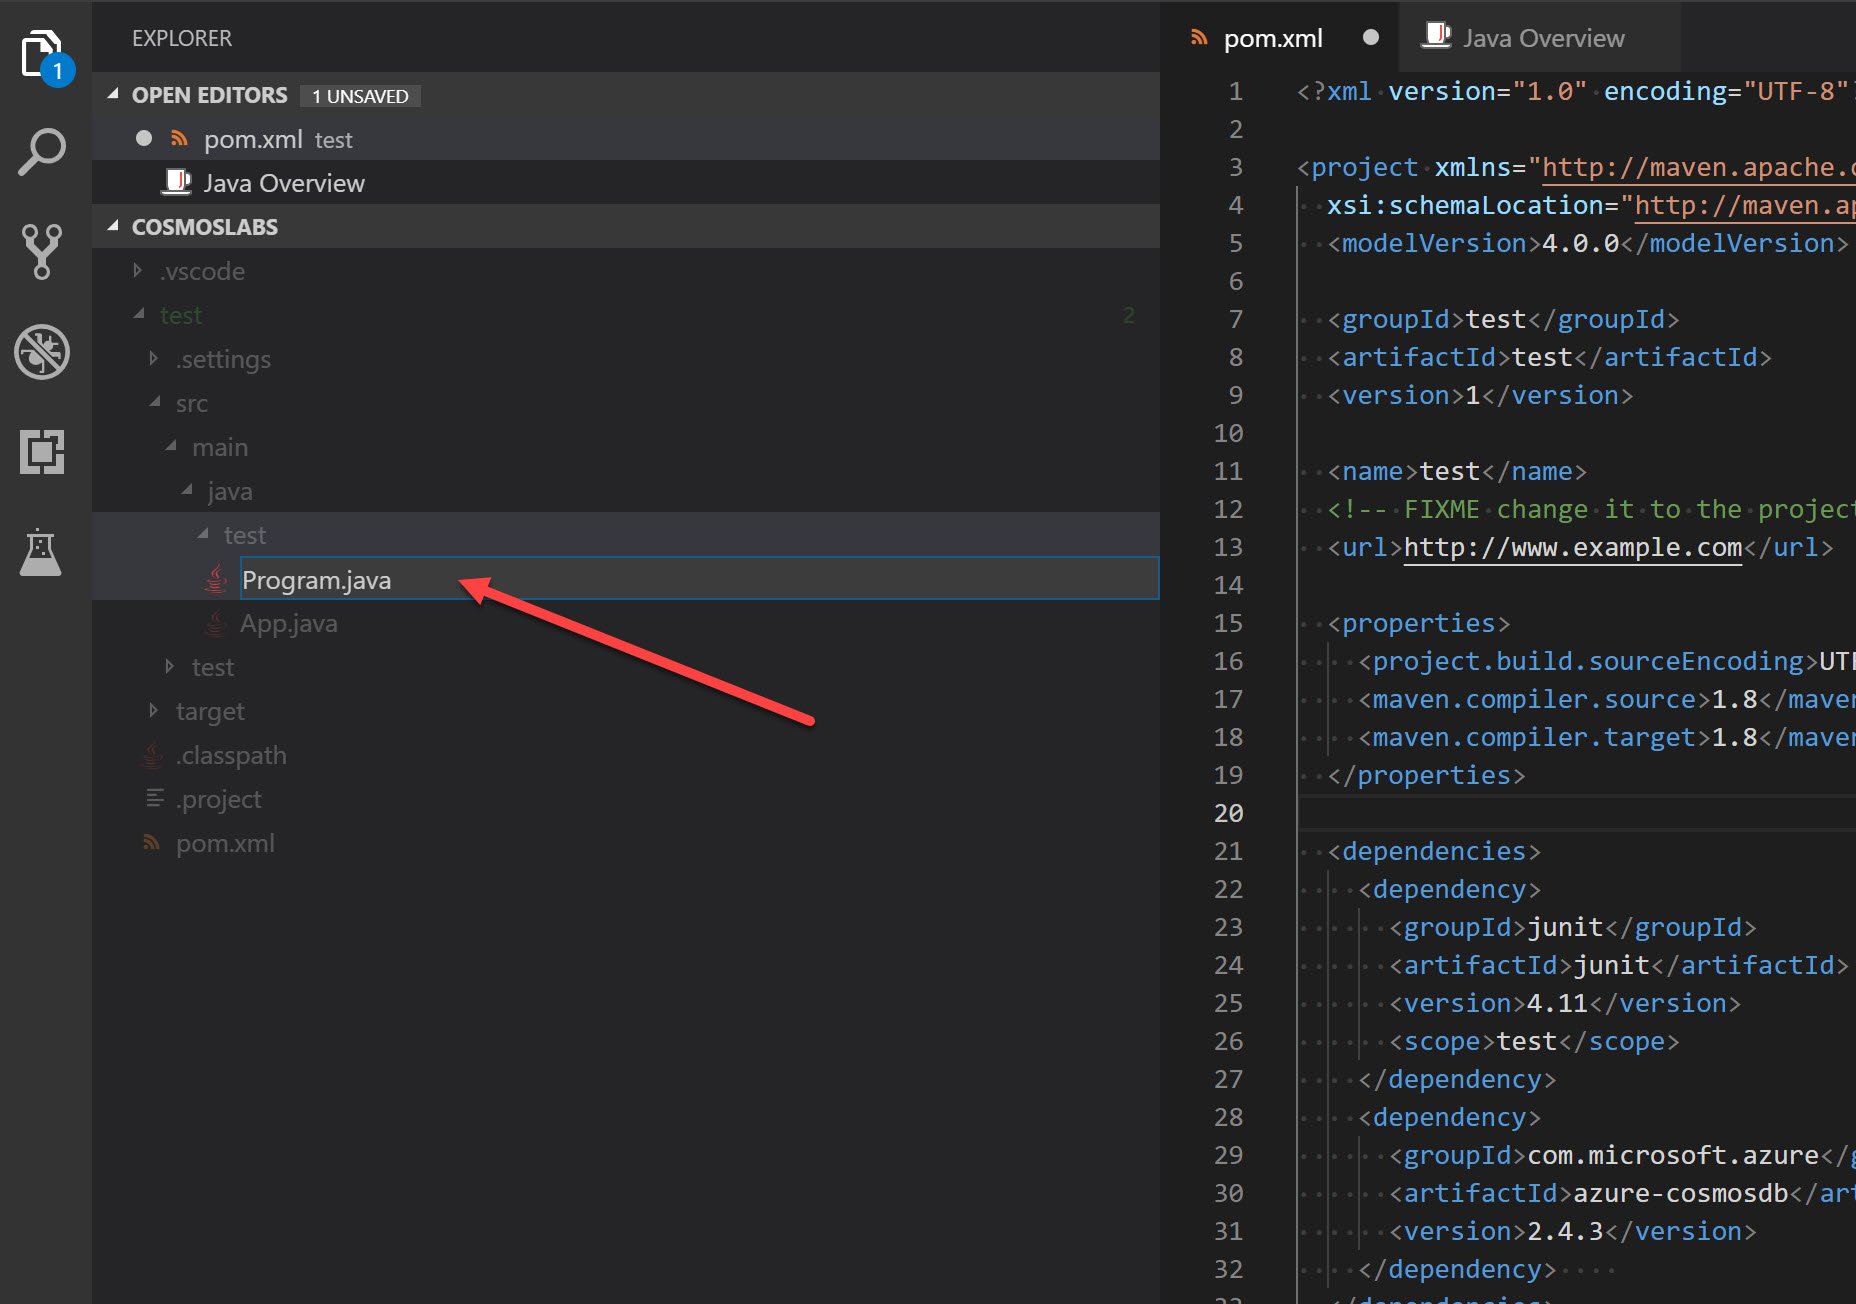 EXPLORER
OPEN EDITORS 1 UNSAVED
pom.xml test
Java Overview
COSMOSLABS
.vscode
test 2
.settings
src
main
java
test
Program.java
App.java
test
target
.classpath
.project
pom.xml
1
pom.xml Java Overview
1 <?xml version="1.0" encoding="UTF-8"
2
3 <project xmlns="http://maven.apache.
4 xsi:schemaLocation="http://maven.ap
5 <modelVersion>4.0.0</modelVersion>
6
7 <groupId>test</groupId>
8 <artifactId>test</artifactId>
9 <version>1</version>
10
11 <name>test</name>
12 <!-- FIXME change it to the project
13 <url>http://www.example.com</url>
14
15 <properties>
16 <project.build.sourceEncoding>UTF
17 <maven.compiler.source>1.8</maven
18 <maven.compiler.target>1.8</maven
19 </properties>
20
21 <dependencies>
22 <dependency>
23 <groupId>junit</groupId>
24 <artifactId>junit</artifactId>
25 <version>4.11</version>
26 <scope>test</scope>
27 </dependency>
28 <dependency>
29 <groupId>com.microsoft.azure</g
30 <artifactId>azure-cosmosdb</art
31 <version>2.4.3</version>
32 </dependency>
33 </dependencies>